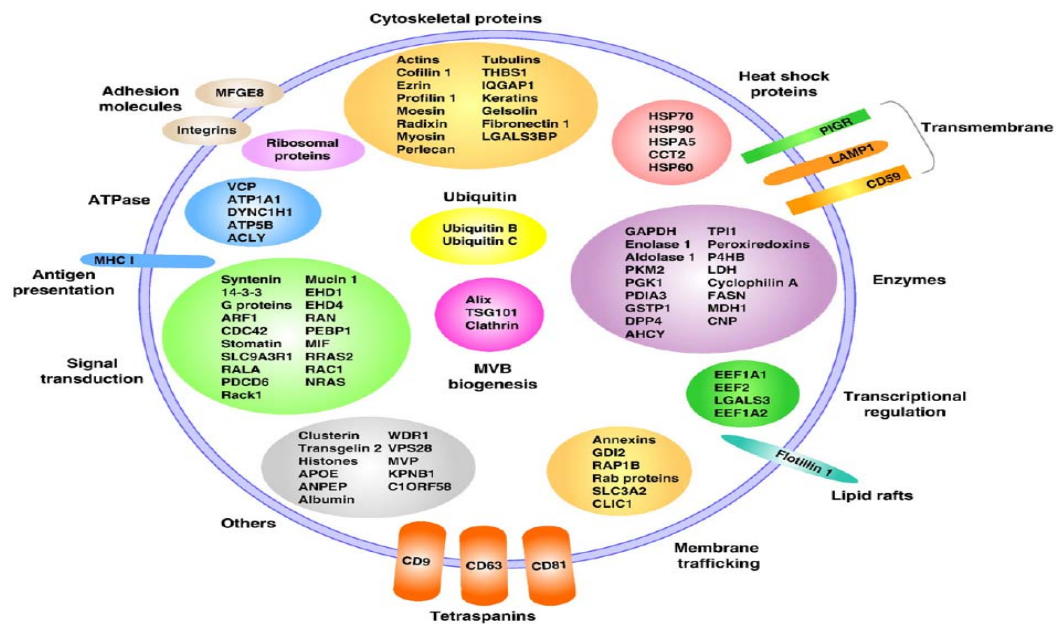 Cytoskeletal proteins
Actins
Cofilin 1
Ezrin
Profilin 1
Moesin
Radixin
Myosin
Perlecan
Tubulins
THBS1
IQGAP1
Keratins
Gelsolin
Fibronectin 1
LGALS3BP
Adhesion
molecules
MFGE8
Integrins
Ribosomal
proteins
Heat shock
proteins
HSP70
HSP90
HSPA5
CCT2
HSP60
PIGR
LAMP1
CD59
Transmembrane
ATPase
VCP
ATP1A1
DYNC1H1
ATP5B
ACLY
Ubiquitin
Ubiquitin B
Ubiquitin C
MHC I
Antigen
presentation
GAPDH
Enolase 1
Aldolase 1
PKM2
PGK1
PDIA3
GSTP1
DPP4
AHCY
TPI1
Peroxiredoxins
P4HB
LDH
Cyclophilin A
FASN
MDH1
CNP
Enzymes
Signal
transduction
Syntenin
14-3-3
G proteins
ARF1
CDC42
Stomatin
SLC9A3R1
RALA
PDCD6
Rack1
Mucin 1
EHD1
EHD4
RAN
PEBP1
MIF
RRAS2
RAC1
NRAS
Alix
TSG101
Clathrin
MVB
biogenesis
EEF1A1
EEF2
LGALS3
EEF1A2
Transcriptional
regulation
Flotillin 1
Lipid rafts
Clusterin
Transgelin 2
Histones
APOE
ANPEP
Albumin
WDR1
VPS28
MVP
KPNB1
C1ORF58
Others
Annexins
GDI2
RAP1B
Rab proteins
SLC3A2
CLIC1
Membrane
trafficking
CD9
CD63
CD81
Tetraspanins